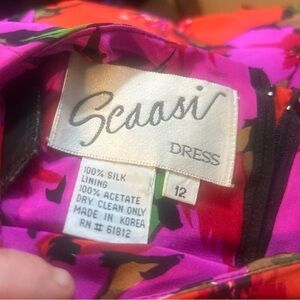 Scaasi
DRESS
12
100% SILK
LINING
100% ACETATE
DRY CLEAN ONLY
MADE IN KOREA
RN # 61812